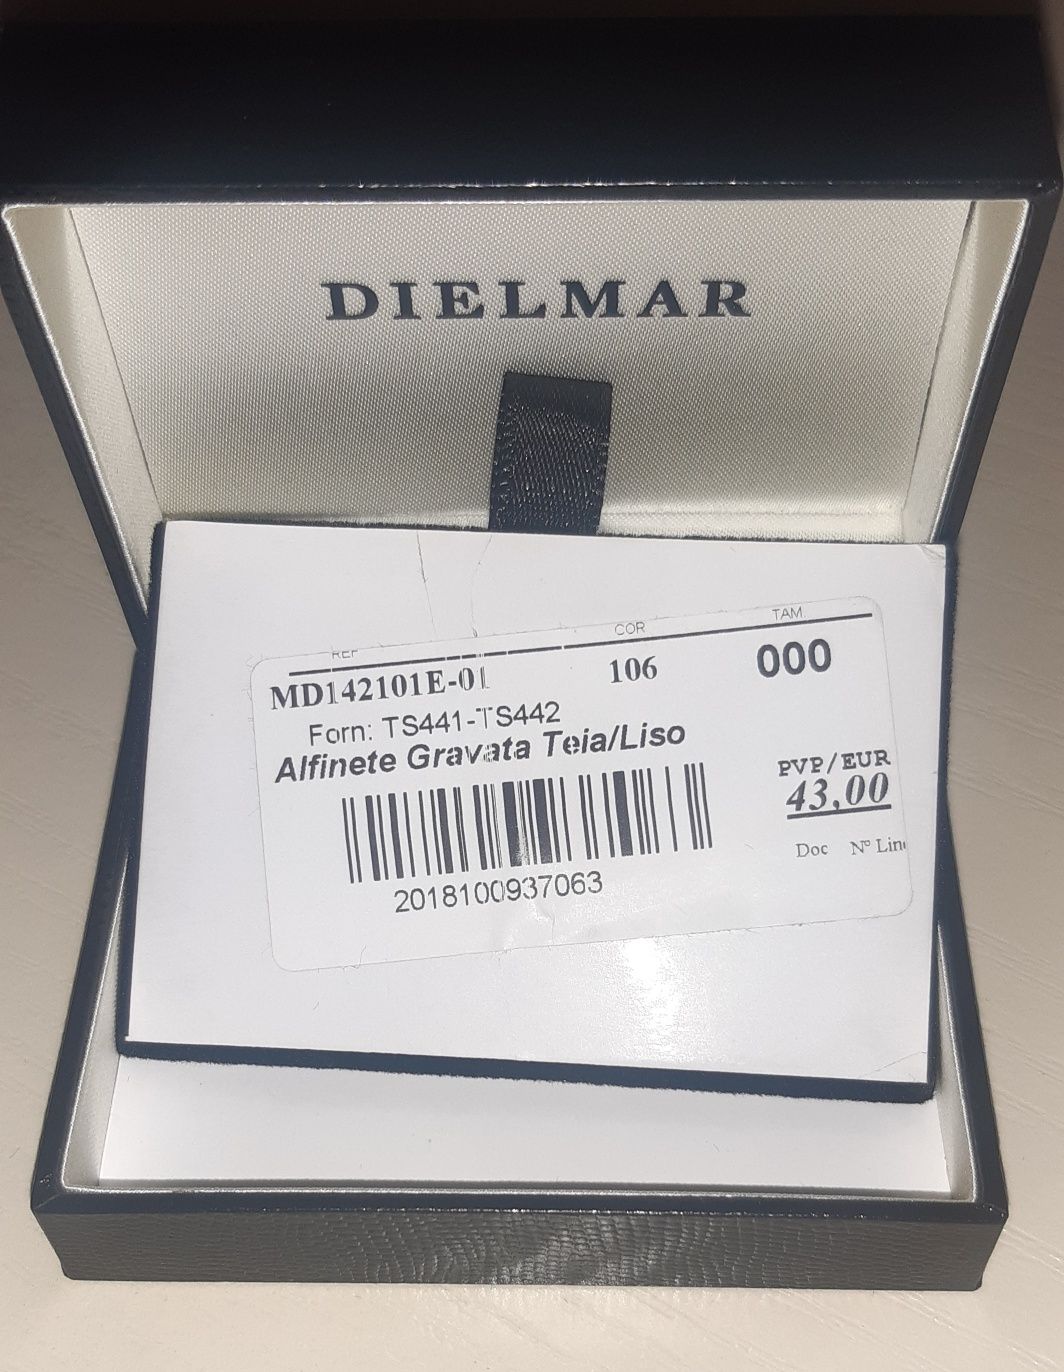 DIELMAR
REF COR TAM
MD142101E-01 106 000
Forn: TS441-TS442
Alfinete Gravata Teia/Liso
PVP/EUR
43,00
Doc Nº Lin
2018100937063